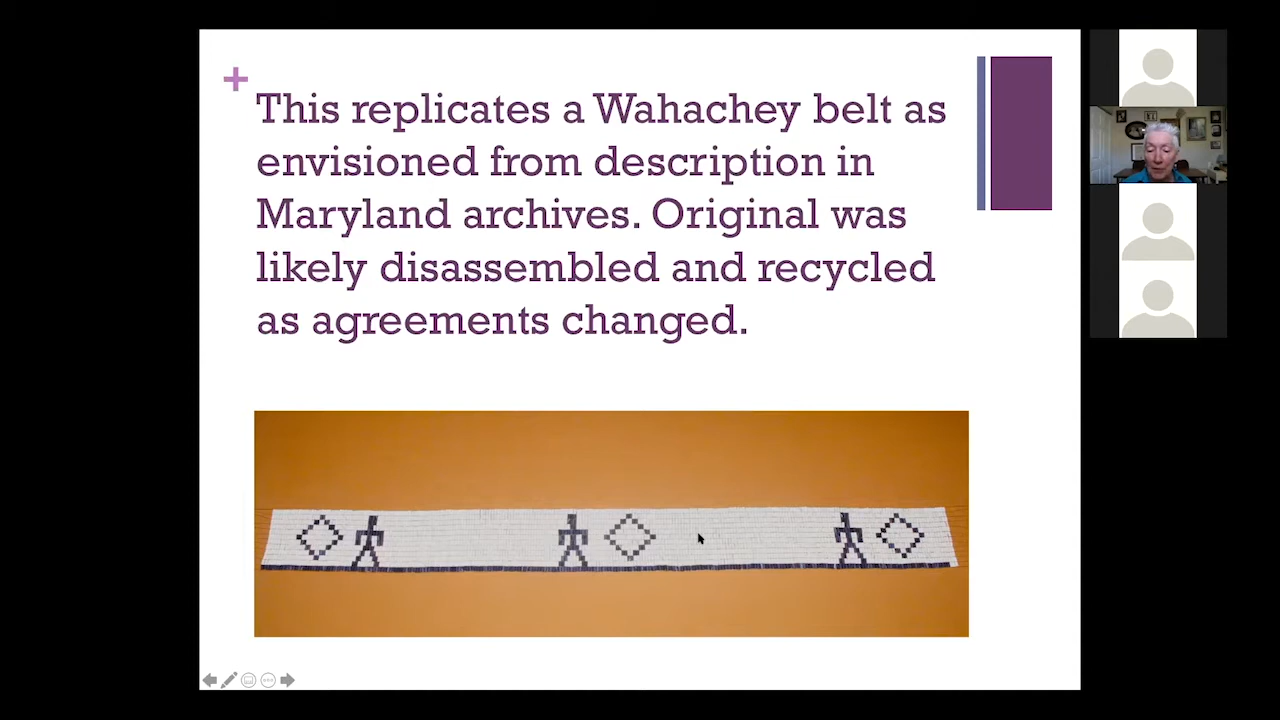 This replicates a Wahachey belt as
envisioned from description in
Maryland archives. Original was
likely disassembled and recycled
as agreements changed.